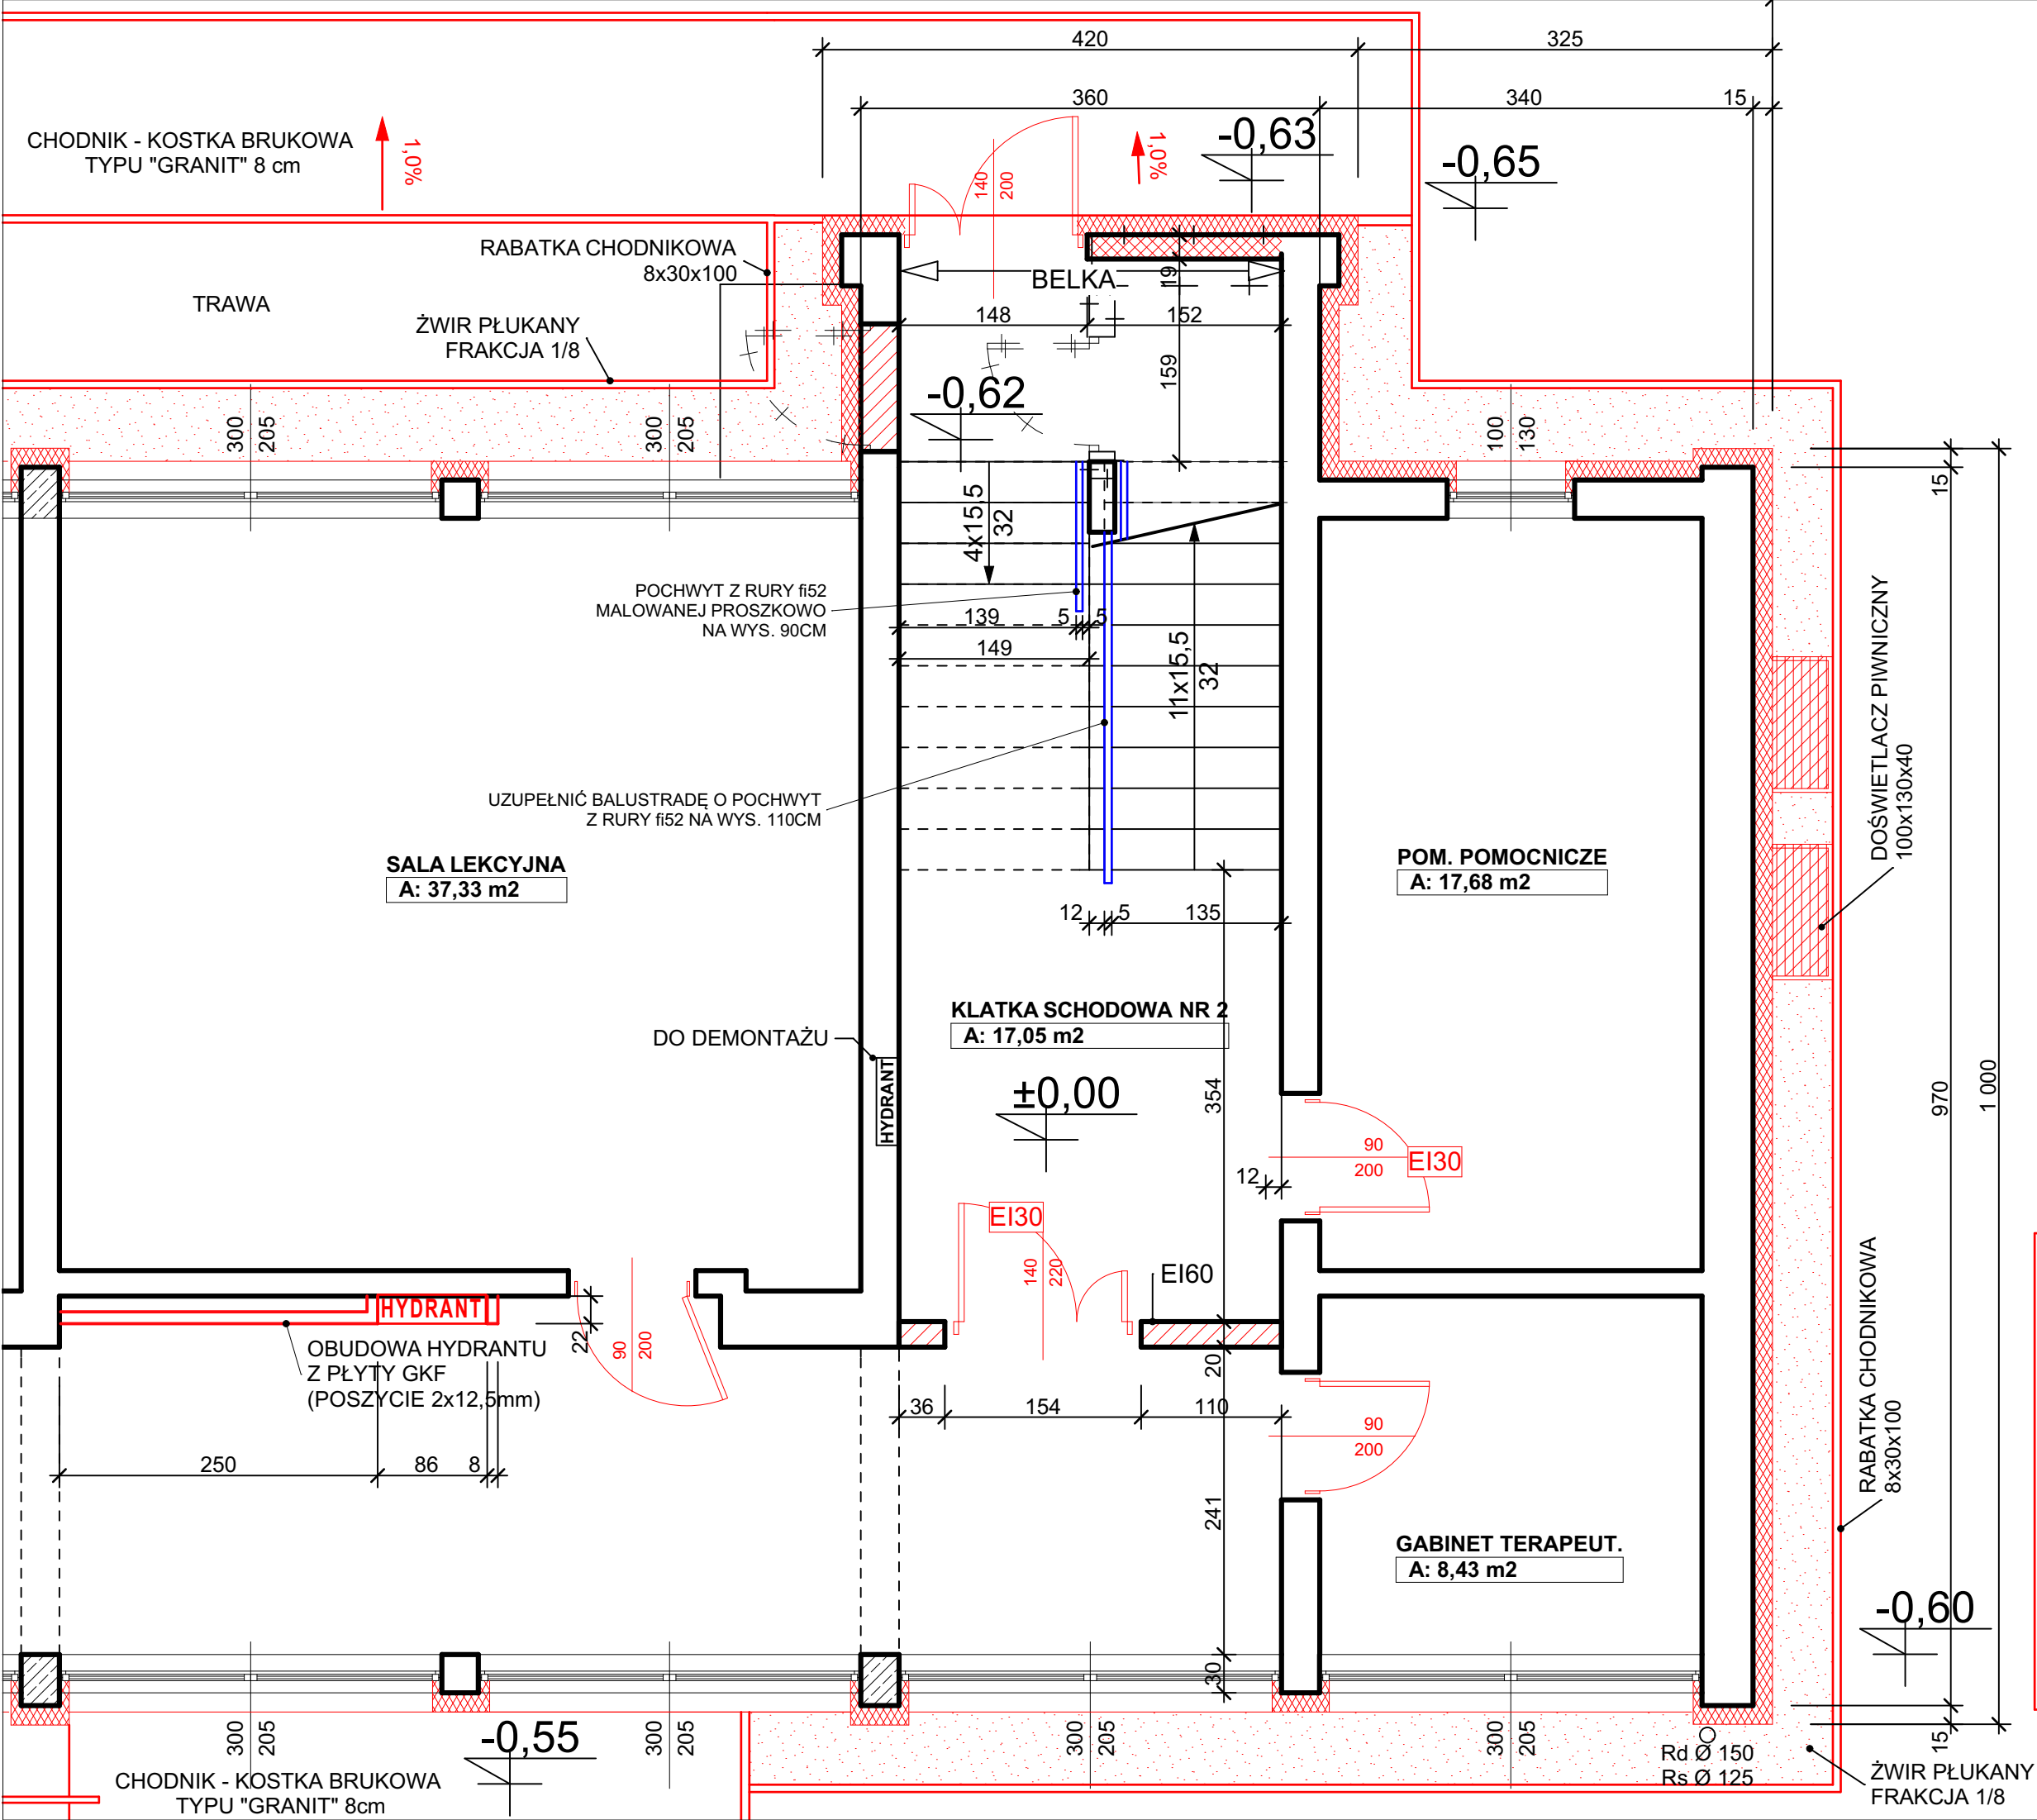 420
325
360
340
15
CHODNIK - KOSTKA BRUKOWA
TYPU "GRANIT" 8 cm
1,0%
1,0%
-0,63
-0,65
140
200
RABATKA CHODNIKOWA
8x30x100
TRAWA
ŻWIR PŁUKANY
FRAKCJA 1/8
BELKA
19
148
152
159
-0,62
300
205
300
205
100
130
15
4x15,5
32
POCHWYT Z RURY fi52
MALOWANEJ PROSZKOWO
NA WYS. 90CM
139
5
5
149
11x15,5
32
DOŚWIETLACZ PIWNICZNY
100x130x40
UZUPEŁNIĆ BALUSTRADĘ O POCHWYT
Z RURY fi52 NA WYS. 110CM
SALA LEKCYJNA
A: 37,33 m2
POM. POMOCNICZE
A: 17,68 m2
12
5
135
KLATKA SCHODOWA NR 2
A: 17,05 m2
DO DEMONTAŻU
HYDRANT
±0,00
354
970
1 000
90
200
EI30
12
EI30
140
220
EI60
HYDRANT
OBUDOWA HYDRANTU
Z PŁYTY GKF
(POSZYCIE 2x12,5mm)
22
90
200
20
36
154
110
90
200
250
86
8
241
RABATKA CHODNIKOWA
8x30x100
GABINET TERAPEUT.
A: 8,43 m2
-0,60
30
300
205
-0,55
300
205
300
205
300
205
15
Rd Ø 150
Rs Ø 125
CHODNIK - KOSTKA BRUKOWA
TYPU "GRANIT" 8cm
ŻWIR PŁUKANY
FRAKCJA 1/8